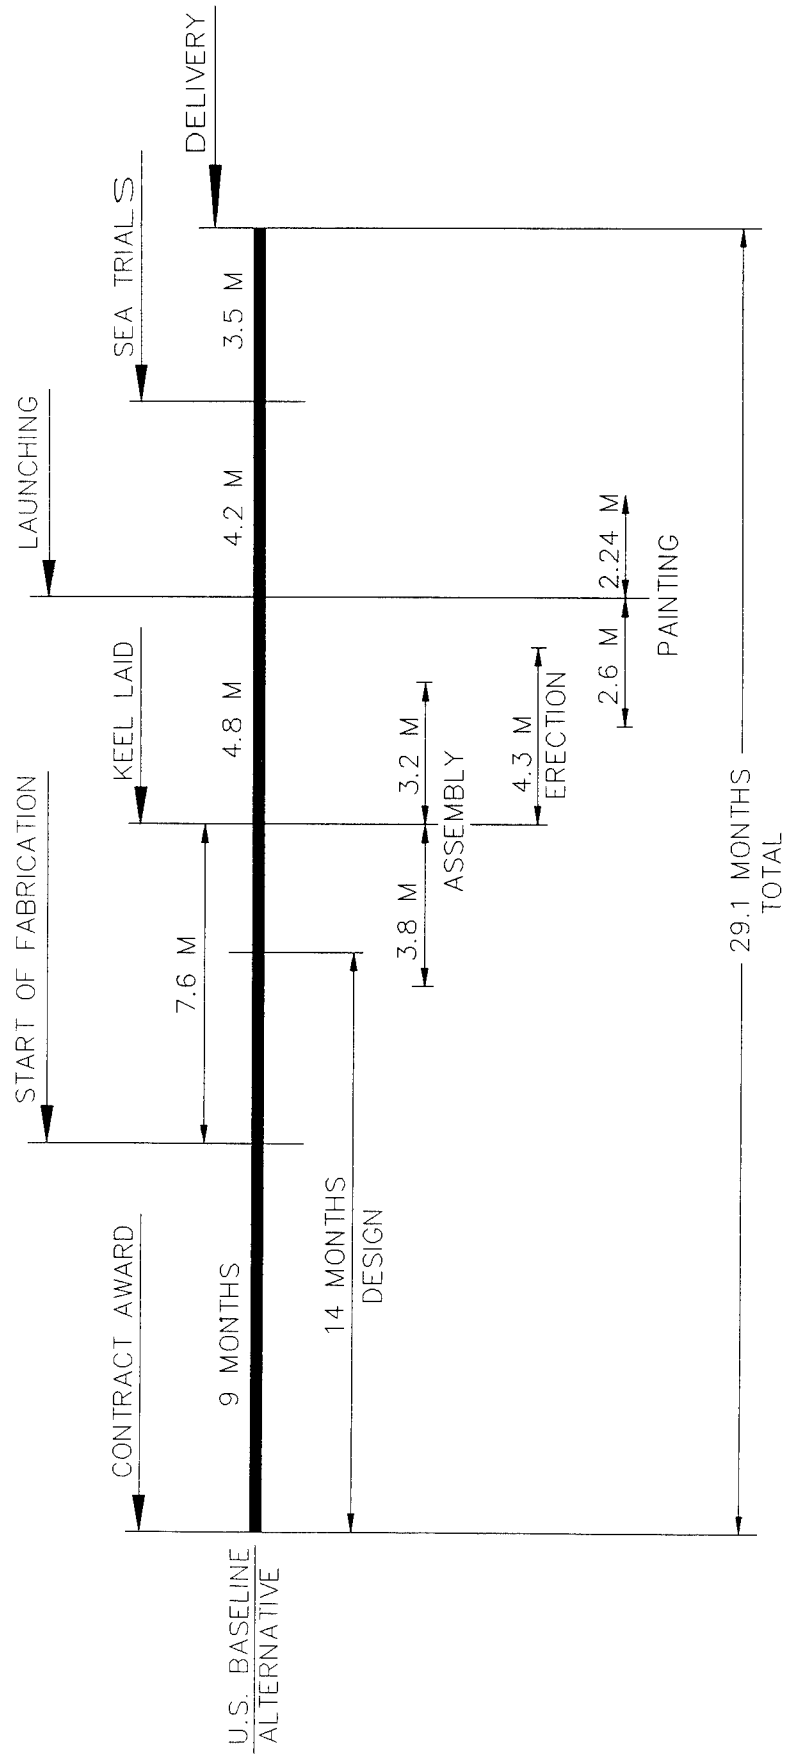 U.S. BASELINE
ALTERNATIVE
CONTRACT AWARD
START OF FABRICATION
KEEL LAID
LAUNCHING
SEA TRIALS
DELIVERY
9 MONTHS
7.6 M
4.8 M
4.2 M
3.5 M
14 MONTHS
DESIGN
3.8 M
3.2 M
ASSEMBLY
4.3 M
ERECTION
2.6 M
2.24 M
PAINTING
29.1 MONTHS
TOTAL